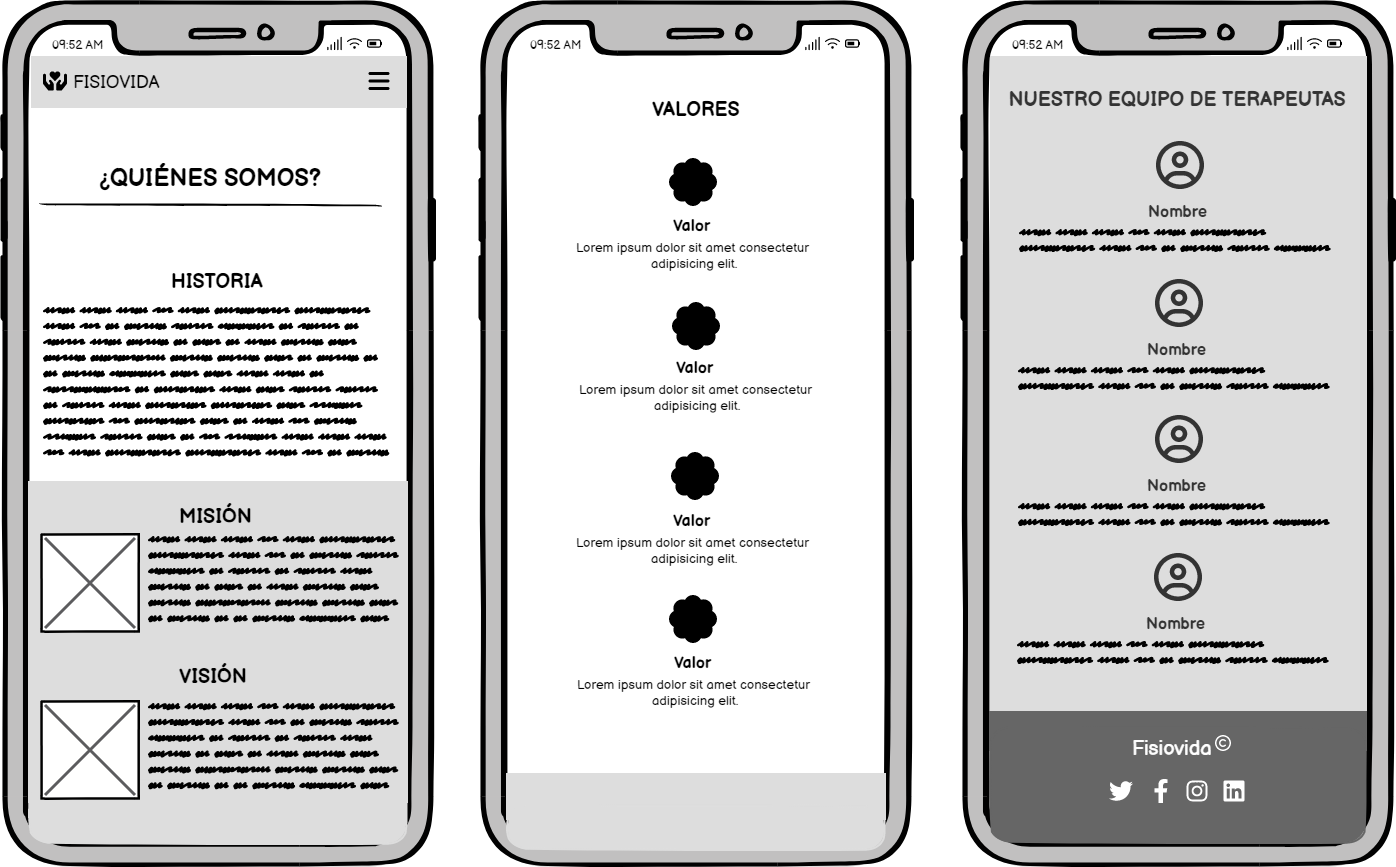 09:52 AM
FISIOVIDA
¿QUIÉNES SOMOS?
HISTORIA
MISIÓN
VISIÓN
09:52 AM
VALORES
Valor
Lorem ipsum dolor sit amet consectetur
adipisicing elit.
Valor
Lorem ipsum dolor sit amet consectetur
adipisicing elit.
Valor
Lorem ipsum dolor sit amet consectetur
adipisicing elit.
Valor
Lorem ipsum dolor sit amet consectetur
adipisicing elit.
09:52 AM
NUESTRO EQUIPO DE TERAPEUTAS
Nombre
Nombre
Nombre
Nombre
Fisiovida ©